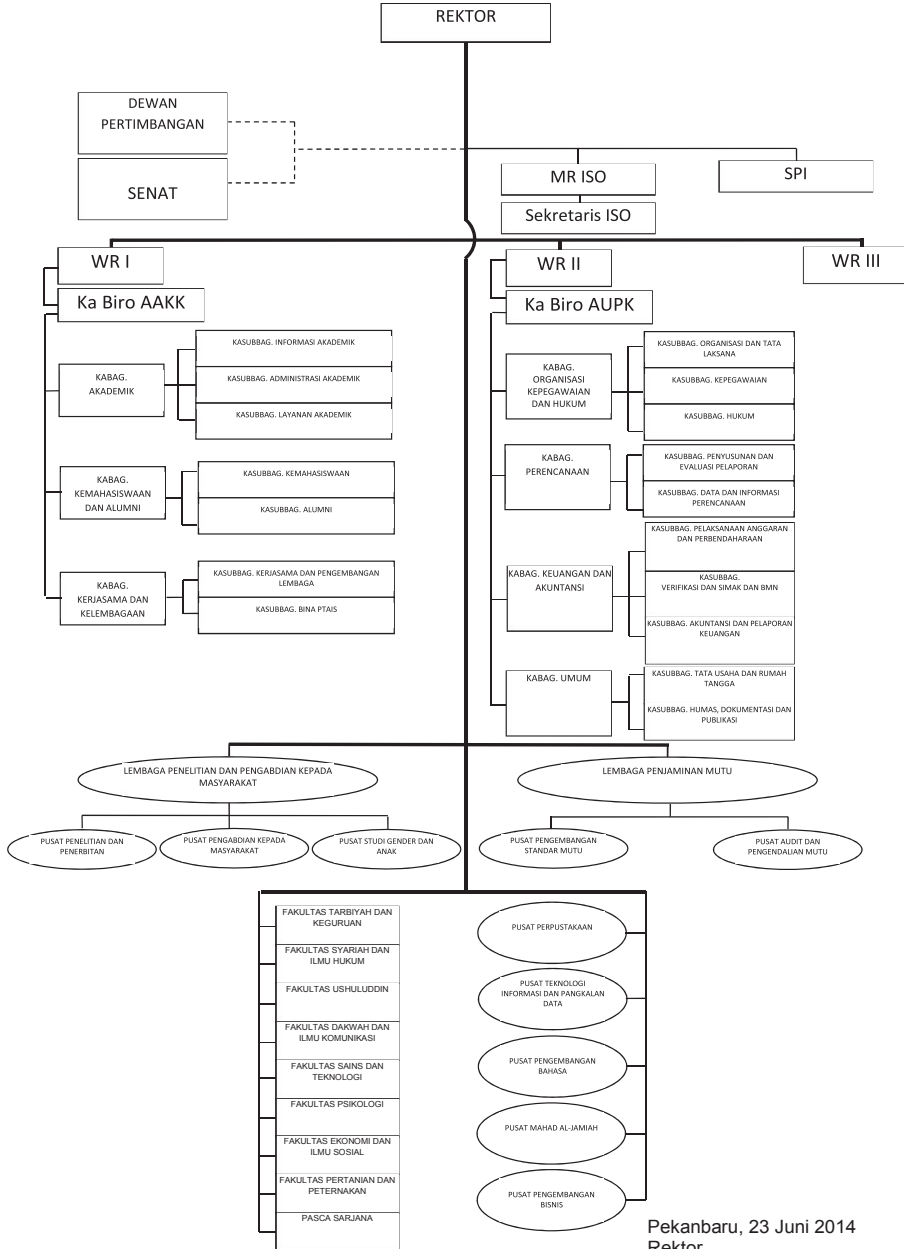 REKTOR
DEWAN
PERTIMBANGAN
SENAT
MR ISO
SPI
Sekretaris ISO
WR I
WR II
WR III
Ka Biro AAKK
Ka Biro AUPK
KABAG.
AKADEMIK
KASUBBAG. INFORMASI AKADEMIK
KASUBBAG. ADMINISTRASI AKADEMIK
KASUBBAG. LAYANAN AKADEMIK
KABAG.
KEMAHASISWAAN
DAN ALUMNI
KASUBBAG. KEMAHASISWAAN
KASUBBAG. ALUMNI
KABAG.
KERJASAMA DAN
KELEMBAGAAN
KASUBBAG. KERJASAMA DAN PENGEMBANGAN
LEMBAGA
KASUBBAG. BINA PTAIS
KABAG.
ORGANISASI
KEPEGAWAIAN
DAN HUKUM
KASUBBAG. ORGANISASI DAN TATA
LAKSANA
KASUBBAG. KEPEGAWAIAN
KASUBBAG. HUKUM
KABAG.
PERENCANAAN
KASUBBAG. PENYUSUNAN DAN
EVALUASI PELAPORAN
KASUBBAG. DATA DAN INFORMASI
PERENCANAAN
KABAG. KEUANGAN DAN
AKUNTANSI
KASUBBAG. PELAKSANAAN ANGGARAN
DAN PERBENDAHARAAN
KASUBBAG.
VERIFIKASI DAN SIMAK DAN BMN
KASUBBAG. AKUNTANSI DAN PELAPORAN
KEUANGAN
KABAG. UMUM
KASUBBAG. TATA USAHA DAN RUMAH
TANGGA
KASUBBAG. HUMAS, DOKUMENTASI DAN
PUBLIKASI
LEMBAGA PENELITIAN DAN PENGABDIAN KEPADA
MASYARAKAT
LEMBAGA PENJAMINAN MUTU
PUSAT PENELITIAN DAN
PENERBITAN
PUSAT PENGABDIAN KEPADA
MASYARAKAT
PUSAT STUDI GENDER DAN
ANAK
PUSAT PENGEMBANGAN
STANDAR MUTU
PUSAT AUDIT DAN
PENGENDALIAN MUTU
FAKULTAS TARBIYAH DAN
KEGURUAN
FAKULTAS SYARIAH DAN
ILMU HUKUM
FAKULTAS USHULUDDIN
FAKULTAS DAKWAH DAN
ILMU KOMUNIKASI
FAKULTAS SAINS DAN
TEKNOLOGI
FAKULTAS PSIKOLOGI
FAKULTAS EKONOMI DAN
ILMU SOSIAL
FAKULTAS PERTANIAN DAN
PETERNAKAN
PASCA SARJANA
PUSAT PERPUSTAKAAN
PUSAT TEKNOLOGI
INFORMASI DAN PANGKALAN
DATA
PUSAT PENGEMBANGAN
BAHASA
PUSAT MAHAD AL-JAMIAH
PUSAT PENGEMBANGAN
BISNIS
Pekanbaru, 23 Juni 2014
Rektor